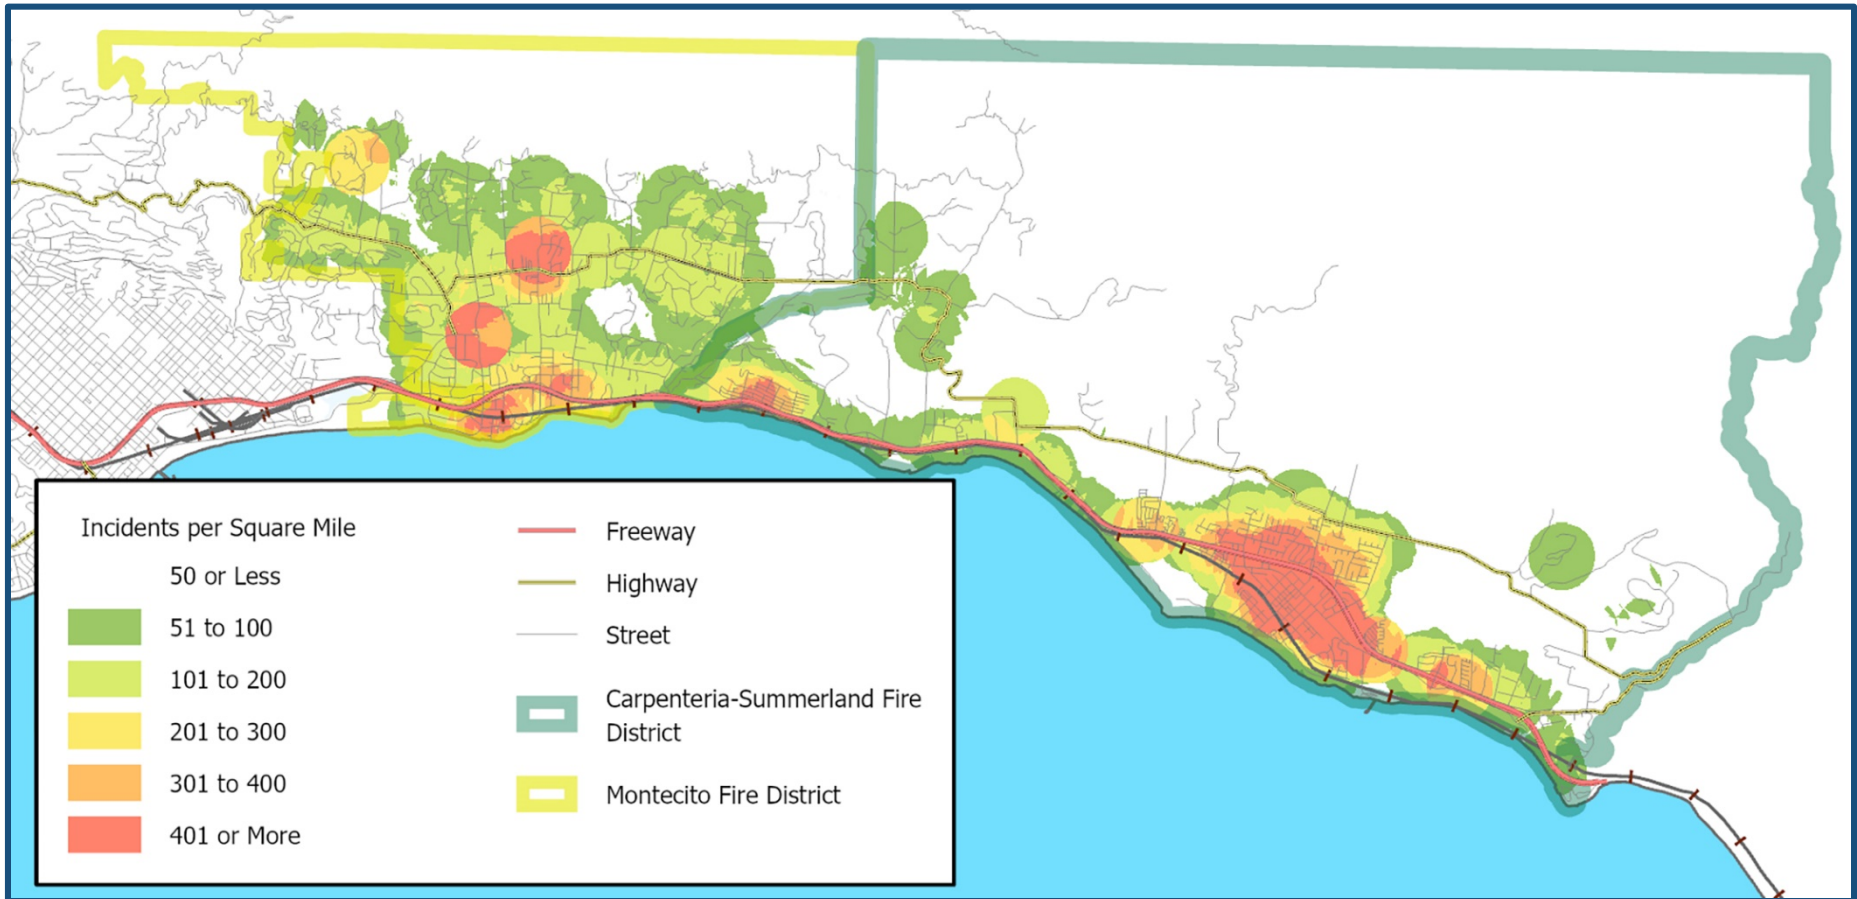 Incidents per Square Mile
50 or Less
51 to 100
101 to 200
201 to 300
301 to 400
401 or More
Freeway
Highway
Street
Carpenteria-Summerland Fire
District
Montecito Fire District